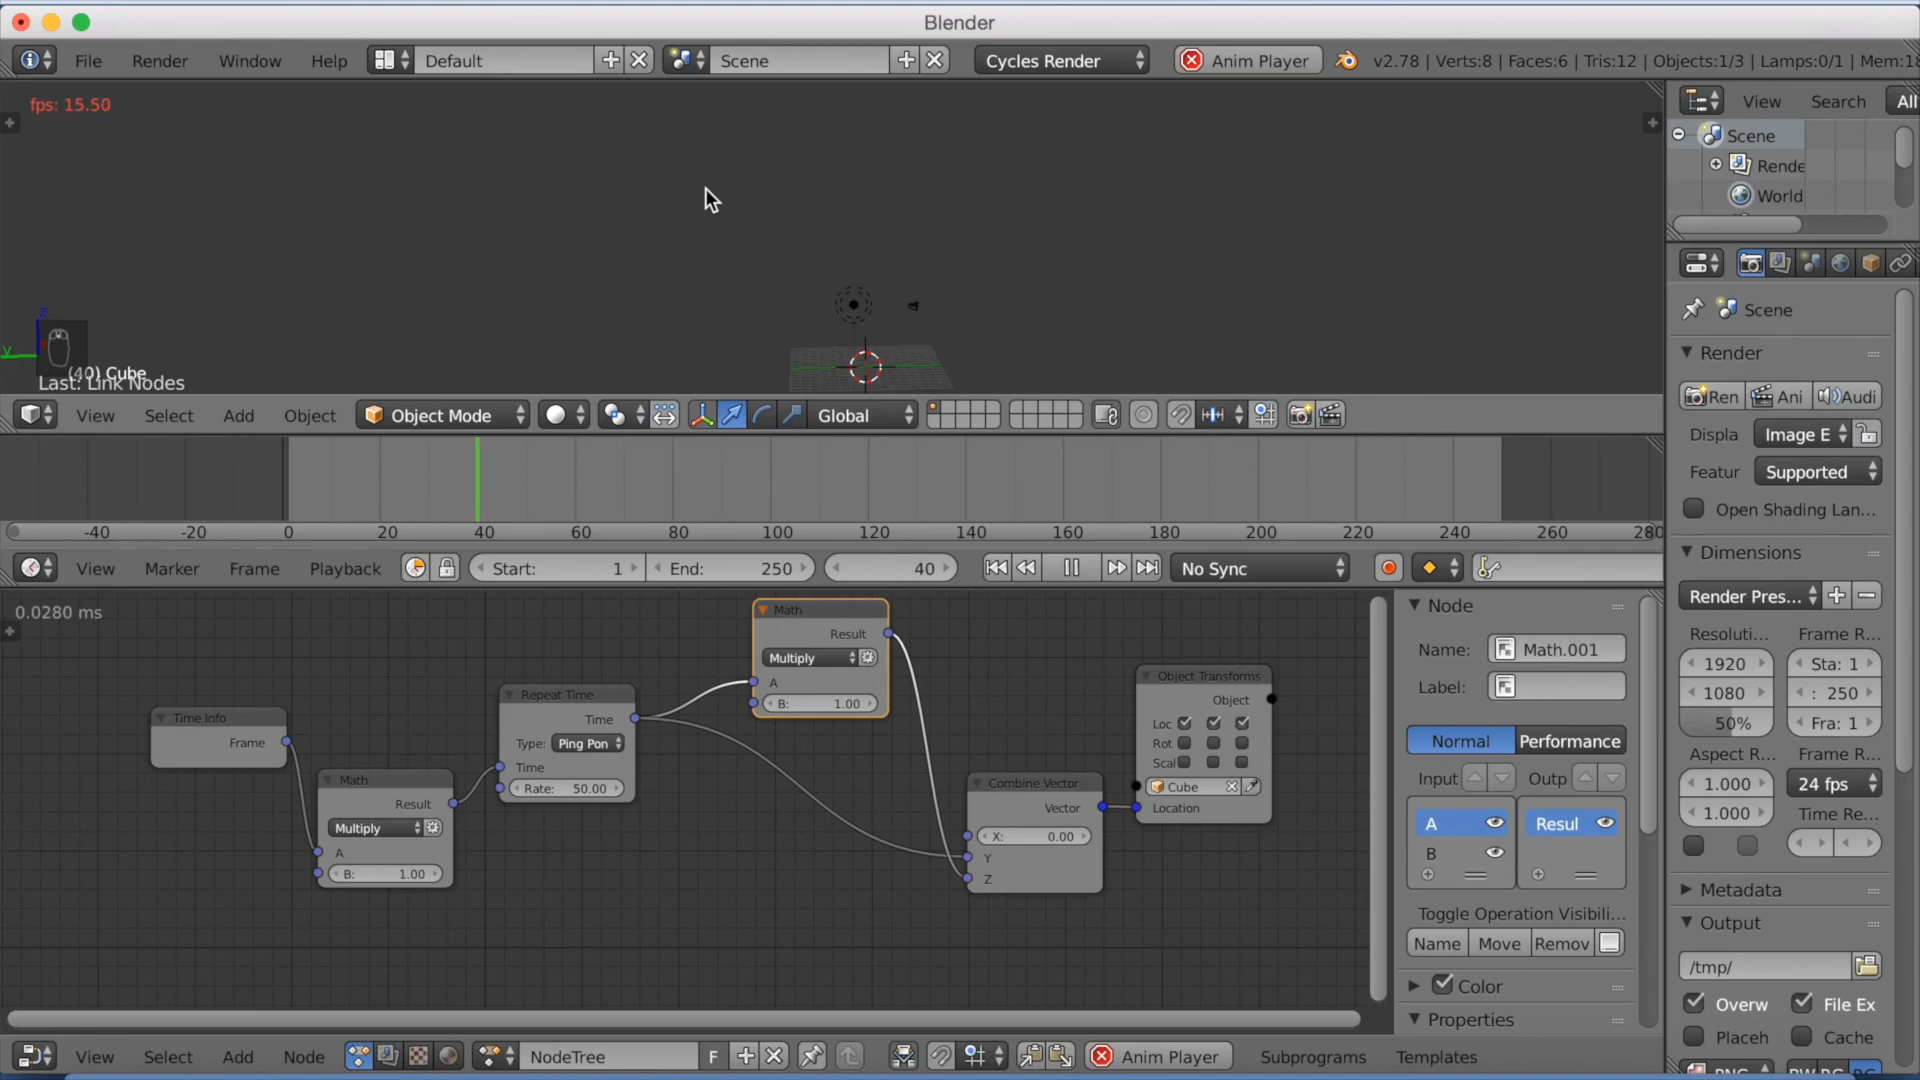 Blender
File Render Window Help Default Scene Cycles Render Anim Player v2.78 | Verts:8 | Faces:6 | Tris:12 | Objects:1/3 | Lamps:0/1 | Mem:18
fps: 15.50
View Search All
Scene
Rende
World
z
y
(40) Cube
Last: Link Nodes
View Select Add Object Object Mode Global
-40 -20 0 20 40 60 80 100 120 140 160 180 200 220 240 260 280
View Marker Frame Playback Start: 1 End: 250 40 No Sync
0.0280 ms
Time Info
Frame
Math
Result
Multiply
A
B: 1.00
Repeat Time
Time
Type: Ping Pon
Time
Rate: 50.00
Math
Result
Multiply
A
B: 1.00
Combine Vector
Vector
X: 0.00
Y
Z
Object Transforms
Object
Loc
Rot
Scal
Cube
Location
Node
Name: Math.001
Label:
Normal Performance
Input Outp
A Resul
B
Toggle Operation Visibili...
Name Move Remov
Color
Properties
Scene
Render
Ren Ani Audi
Displa Image E
Featur Supported
Open Shading Lan...
Dimensions
Render Pres...
Resoluti... Frame R...
1920 Sta: 1
1080 : 250
50% Fra: 1
Aspect R... Frame R...
1.000 24 fps
1.000 Time Re...
Metadata
Output
/tmp/
Overw File Ex
Placeh Cache
View Select Add Node NodeTree F Anim Player Subprograms Templates